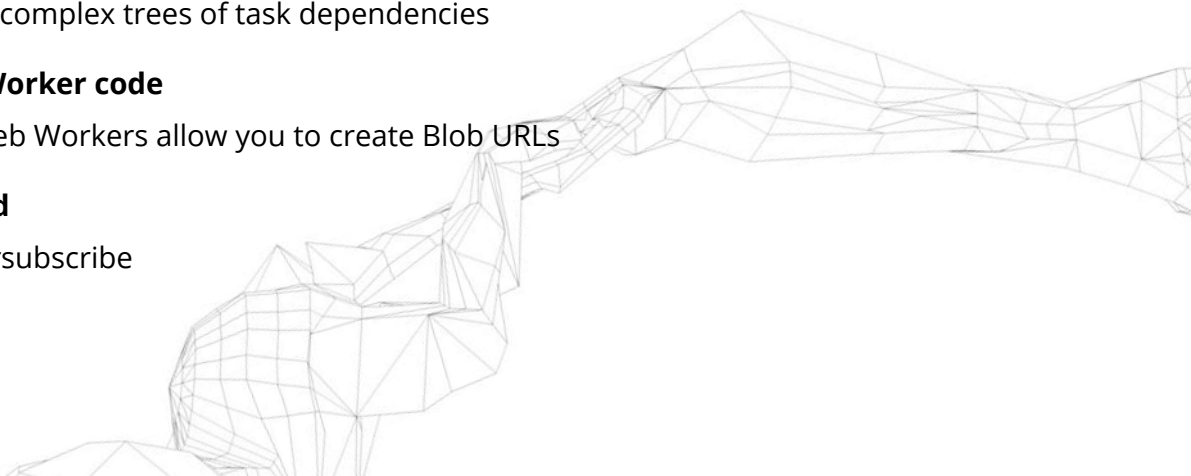 complex trees of task dependencies
Worker code
eb Workers allow you to create Blob URLs
d
subscribe